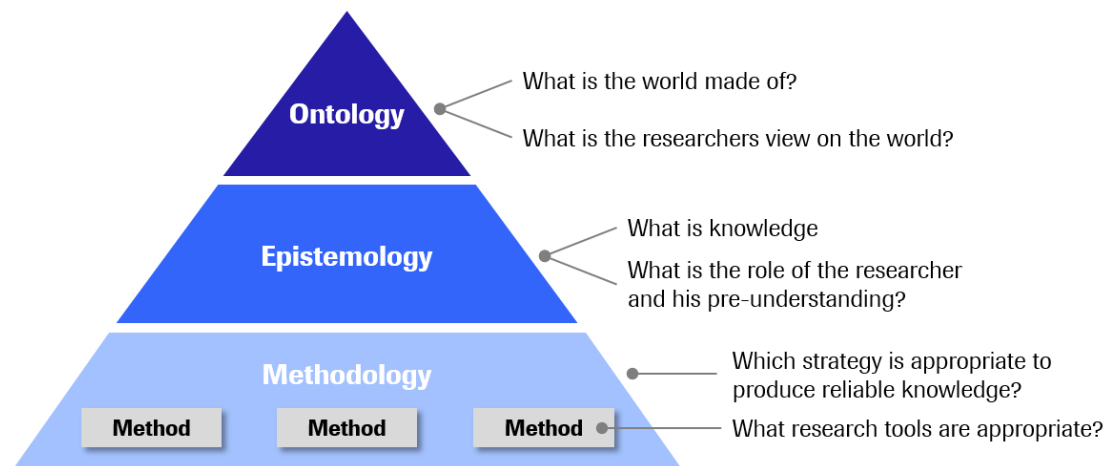 What is the world made of?
Ontology
What is the researchers view on the world?
What is knowledge
Epistemology
What is the role of the researcher
and his pre-understanding?
Methodology
Which strategy is appropriate to
produce reliable knowledge?
Method
Method
Method
What research tools are appropriate?